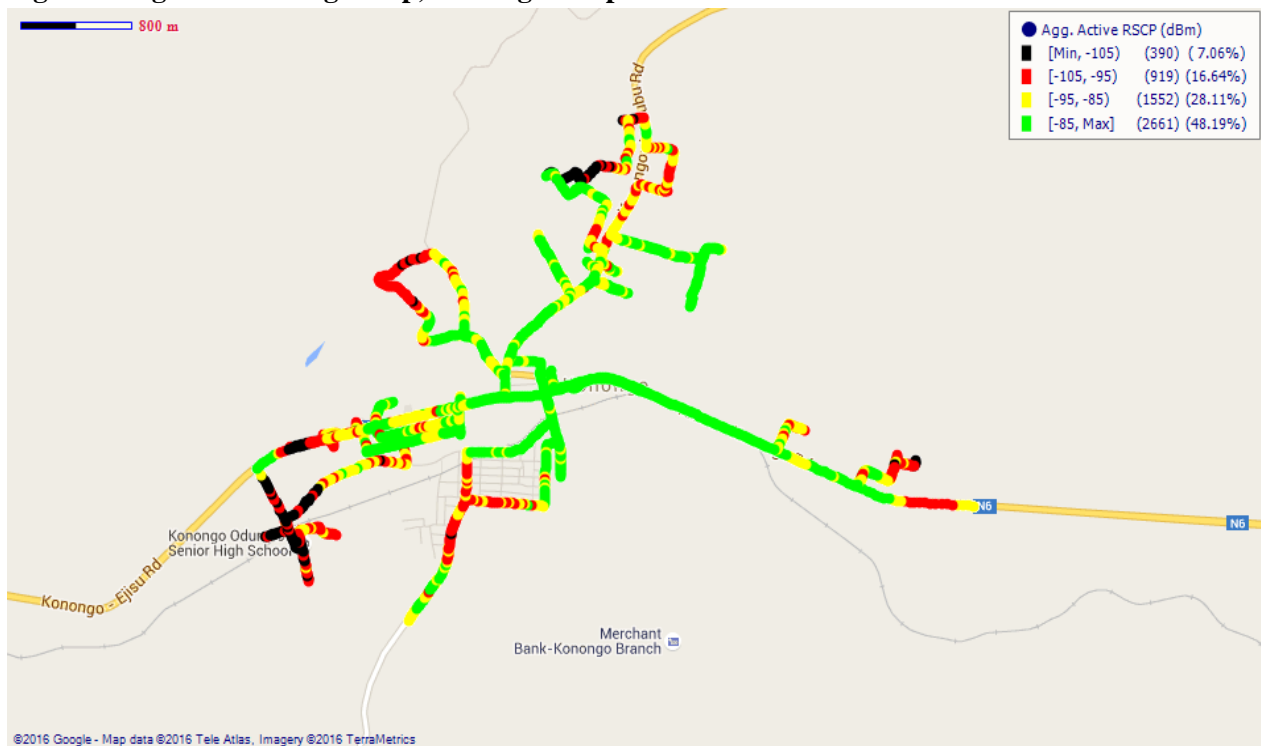 800 m
Agg. Active RSCP (dBm)
[Min, -105) (390) ( 7.06%)
[-105, -95) (919) (16.64%)
[-95, -85) (1552) (28.11%)
[-85, Max] (2661) (48.19%)
N6
N6
Konongo Odum
Senior High School
Konongo - Ejisu Rd
Merchant
Bank-Konongo Branch
©2016 Google - Map data ©2016 Tele Atlas, Imagery ©2016 TerraMetrics